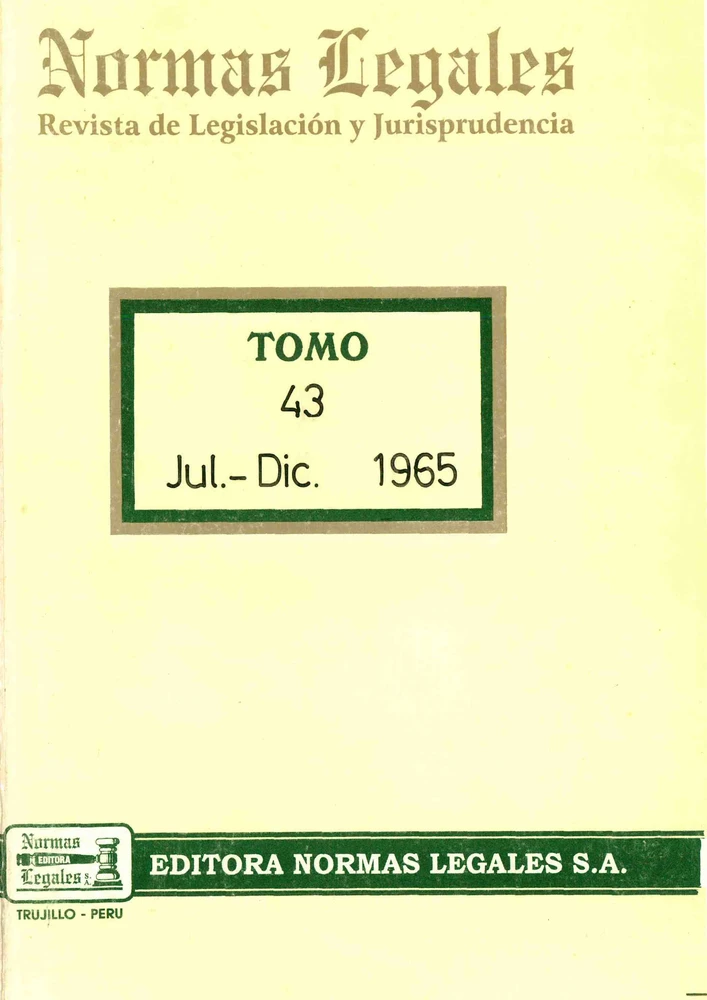 Normas Legales
Revista de Legislación y Jurisprudencia
TOMO
43
Jul.- Dic. 1965
Normas
EDITORA
Legales S.A.
EDITORA NORMAS LEGALES S.A.
TRUJILLO - PERU